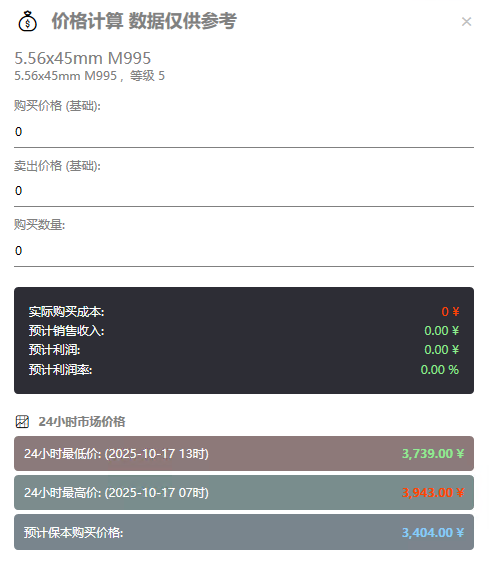 价格计算 数据仅供参考
×
5.56x45mm M995
5.56x45mm M995 ，等级 5
购买价格 (基础):
0
卖出价格 (基础):
0
购买数量:
0
实际购买成本: 0 ¥
预计销售收入: 0.00 ¥
预计利润: 0.00 ¥
预计利润率: 0.00 %
24小时市场价格
24小时最低价: (2025-10-17 13时) 3,739.00 ¥
24小时最高价: (2025-10-17 07时) 3,943.00 ¥
预计保本购买价格: 3,404.00 ¥